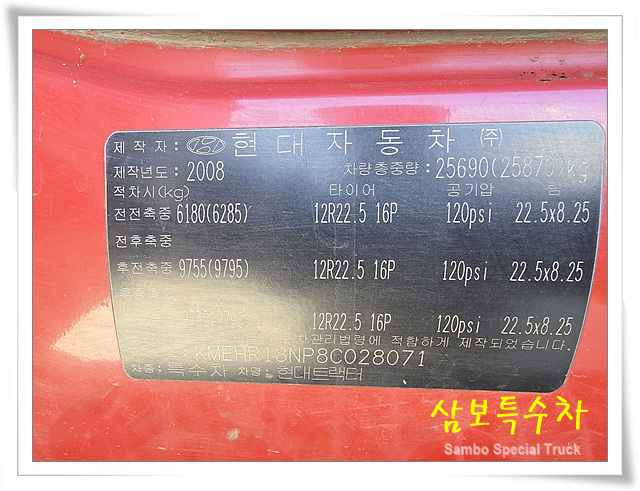 제작자: 현대자동차(주)
제작년도: 2008 차량총중량: 25690(25870)kg
적차시(kg) 타이어 공기압 림
전전축중 6180(6285) 12R22.5 16P 120psi 22.5x8.25
전후축중
후전축중 9755(9795) 12R22.5 16P 120psi 22.5x8.25
12R22.5 16P 120psi 22.5x8.25
차관리법령에 적합하게 제작되었습니다.
KMEHR18NP8C028071
차종: 특수차 차명: 현대트랙터
삼보특수차
Sambo Special Truck